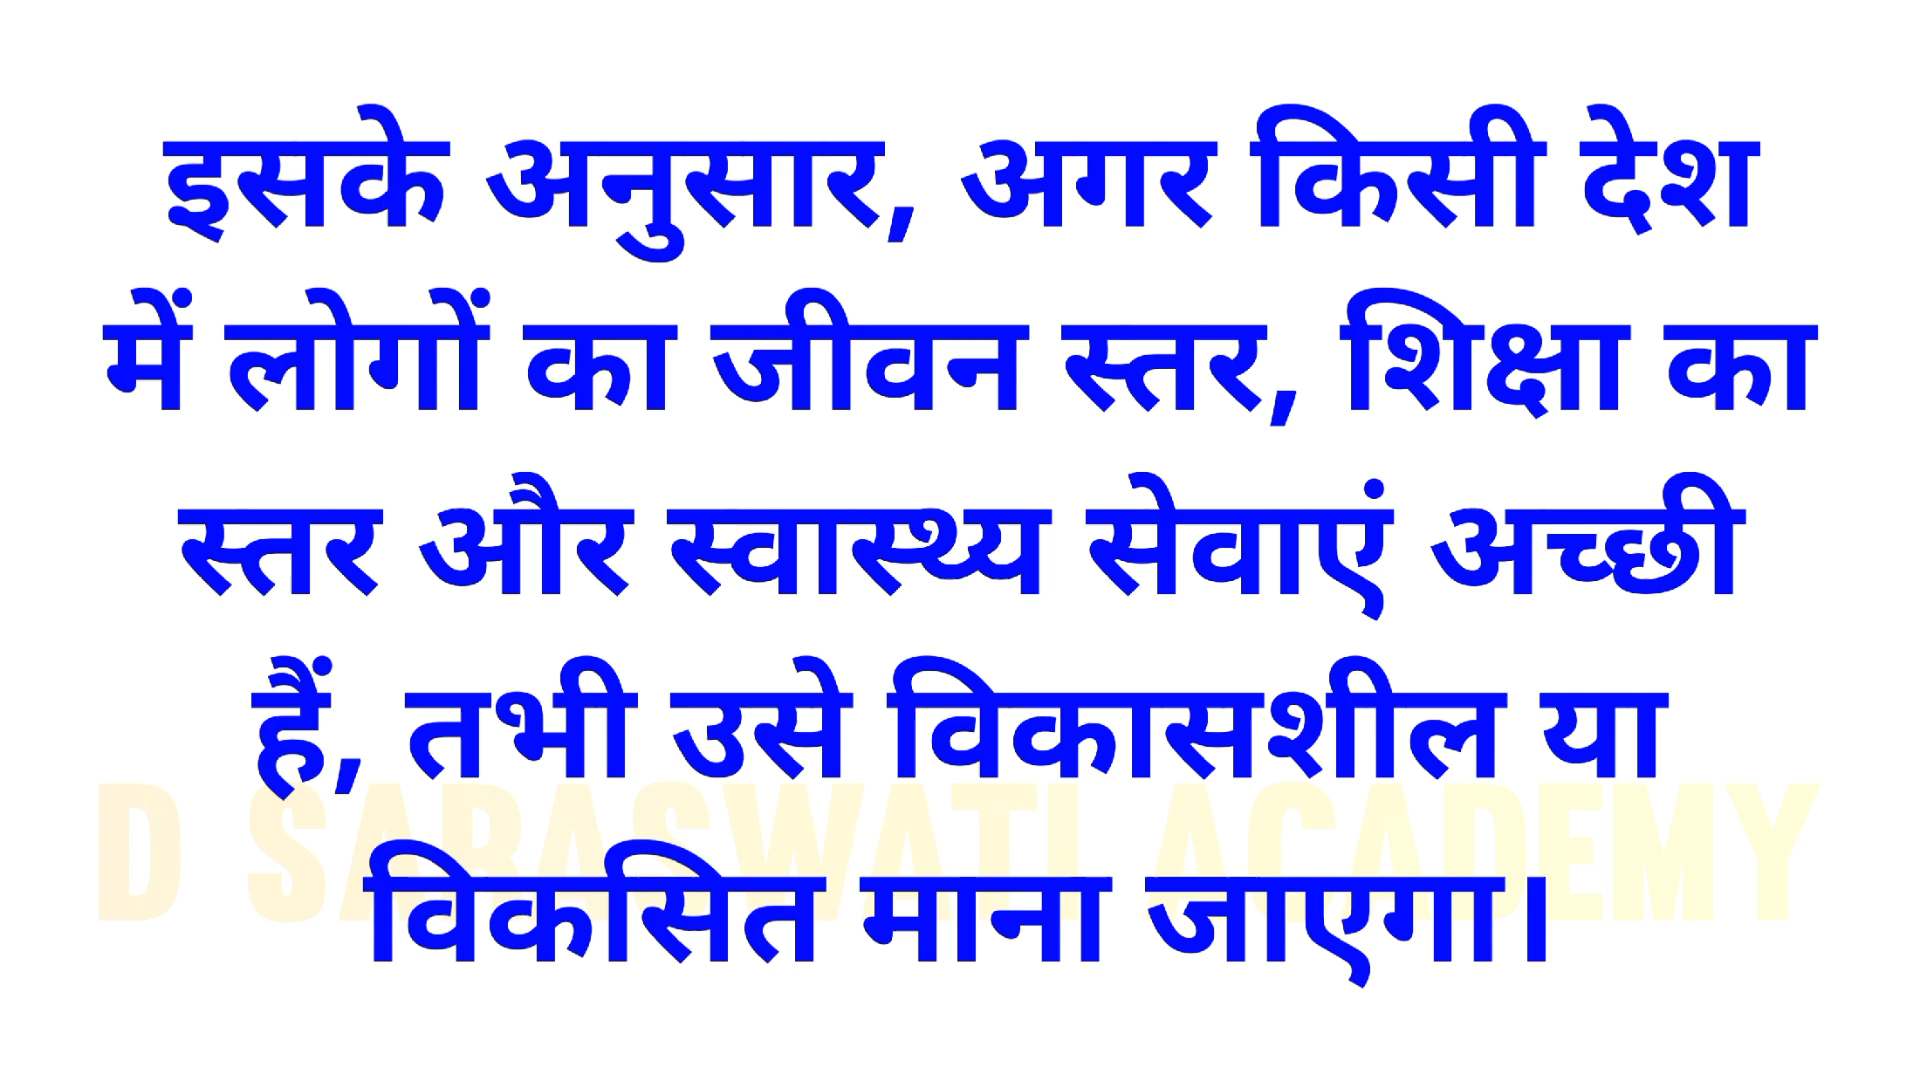 इसके अनुसार, अगर किसी देश
में लोगों का जीवन स्तर, शिक्षा का
स्तर और स्वास्थ्य सेवाएं अच्छी
हैं, तभी उसे विकासशील या
D SARASWATI ACADEMY
विकसित माना जाएगा।